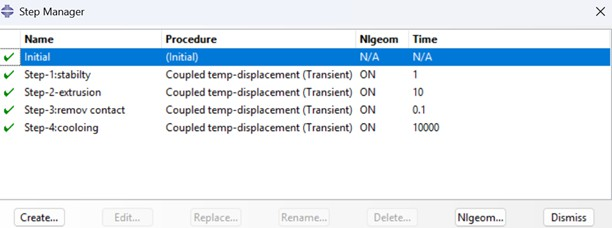 Step Manager
Name Procedure Nlgeom Time
Initial (Initial) N/A N/A
Step-1:stabilty Coupled temp-displacement (Transient) ON 1
Step-2-extrusion Coupled temp-displacement (Transient) ON 10
Step-3:remov contact Coupled temp-displacement (Transient) ON 0.1
Step-4:cooloing Coupled temp-displacement (Transient) ON 10000
Create... Edit... Replace... Rename... Delete... Nlgeom... Dismiss